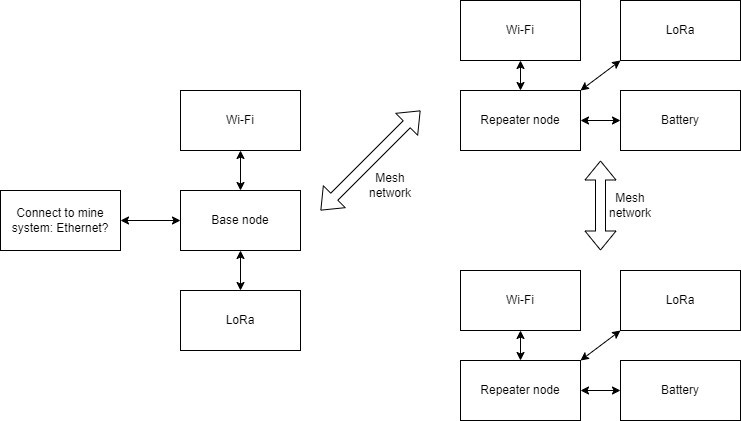 Wi-Fi
LoRa
Repeater node
Battery
Wi-Fi
Mesh
network
Connect to mine
system: Ethernet?
Base node
Mesh
network
LoRa
Wi-Fi
LoRa
Repeater node
Battery